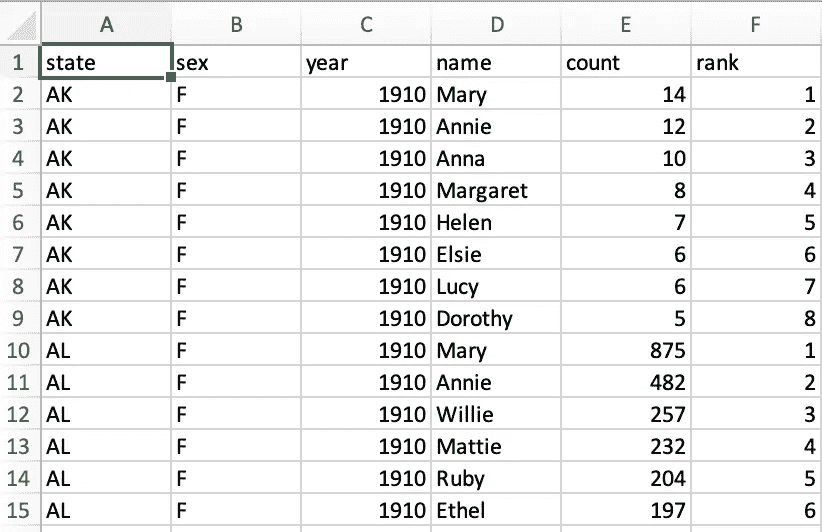 A B C D E F
1 state sex year name count rank
2 AK F 1910 Mary 14 1
3 AK F 1910 Annie 12 2
4 AK F 1910 Anna 10 3
5 AK F 1910 Margaret 8 4
6 AK F 1910 Helen 7 5
7 AK F 1910 Elsie 6 6
8 AK F 1910 Lucy 6 7
9 AK F 1910 Dorothy 5 8
10 AL F 1910 Mary 875 1
11 AL F 1910 Annie 482 2
12 AL F 1910 Willie 257 3
13 AL F 1910 Mattie 232 4
14 AL F 1910 Ruby 204 5
15 AL F 1910 Ethel 197 6